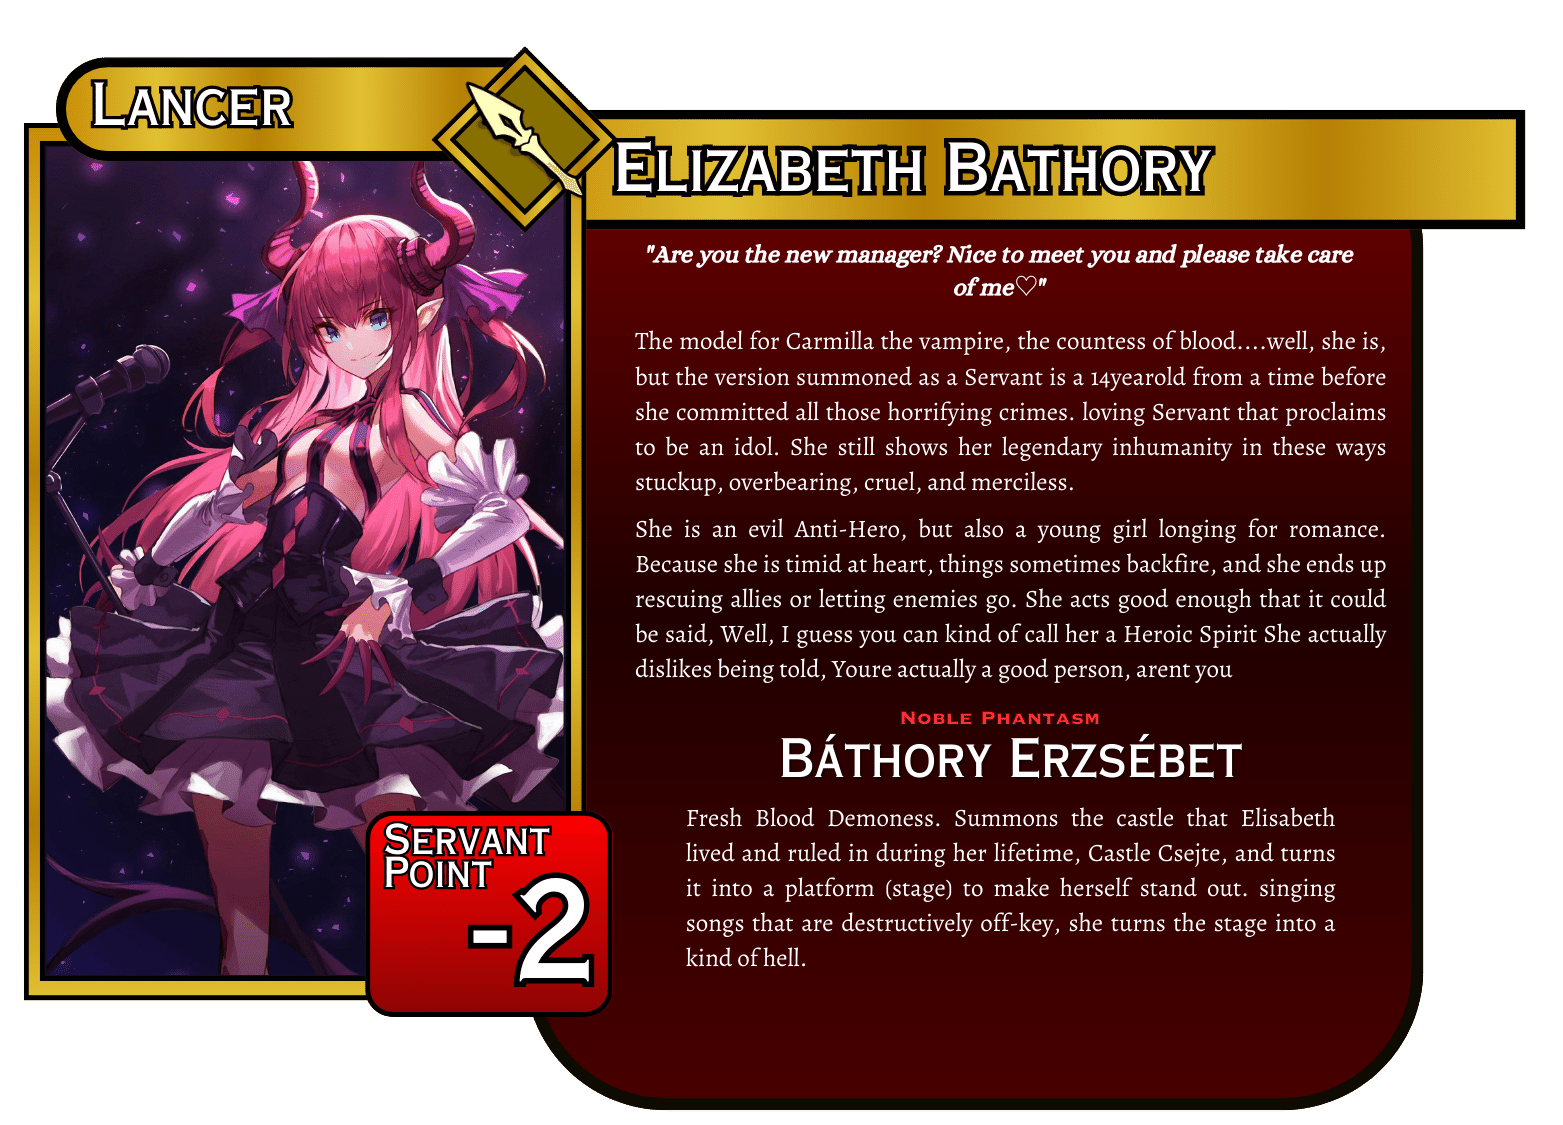 Lancer
Elizabeth Bathory
"Are you the new manager? Nice to meet you and please take care
of me♡"
The model for Carmilla the vampire, the countess of blood....well, she is,
but the version summoned as a Servant is a 14yearold from a time before
she committed all those horrifying crimes. loving Servant that proclaims
to be an idol. She still shows her legendary inhumanity in these ways
stuckup, overbearing, cruel, and merciless.
She is an evil Anti-Hero, but also a young girl longing for romance.
Because she is timid at heart, things sometimes backfire, and she ends up
rescuing allies or letting enemies go. She acts good enough that it could
be said, Well, I guess you can kind of call her a Heroic Spirit She actually
dislikes being told, Youre actually a good person, arent you
Noble Phantasm
Báthory Erzsébet
Fresh Blood Demoness. Summons the castle that Elisabeth
lived and ruled in during her lifetime, Castle Csejte, and turns
it into a platform (stage) to make herself stand out. singing
songs that are destructively off-key, she turns the stage into a
kind of hell.
Servant
Point
-2